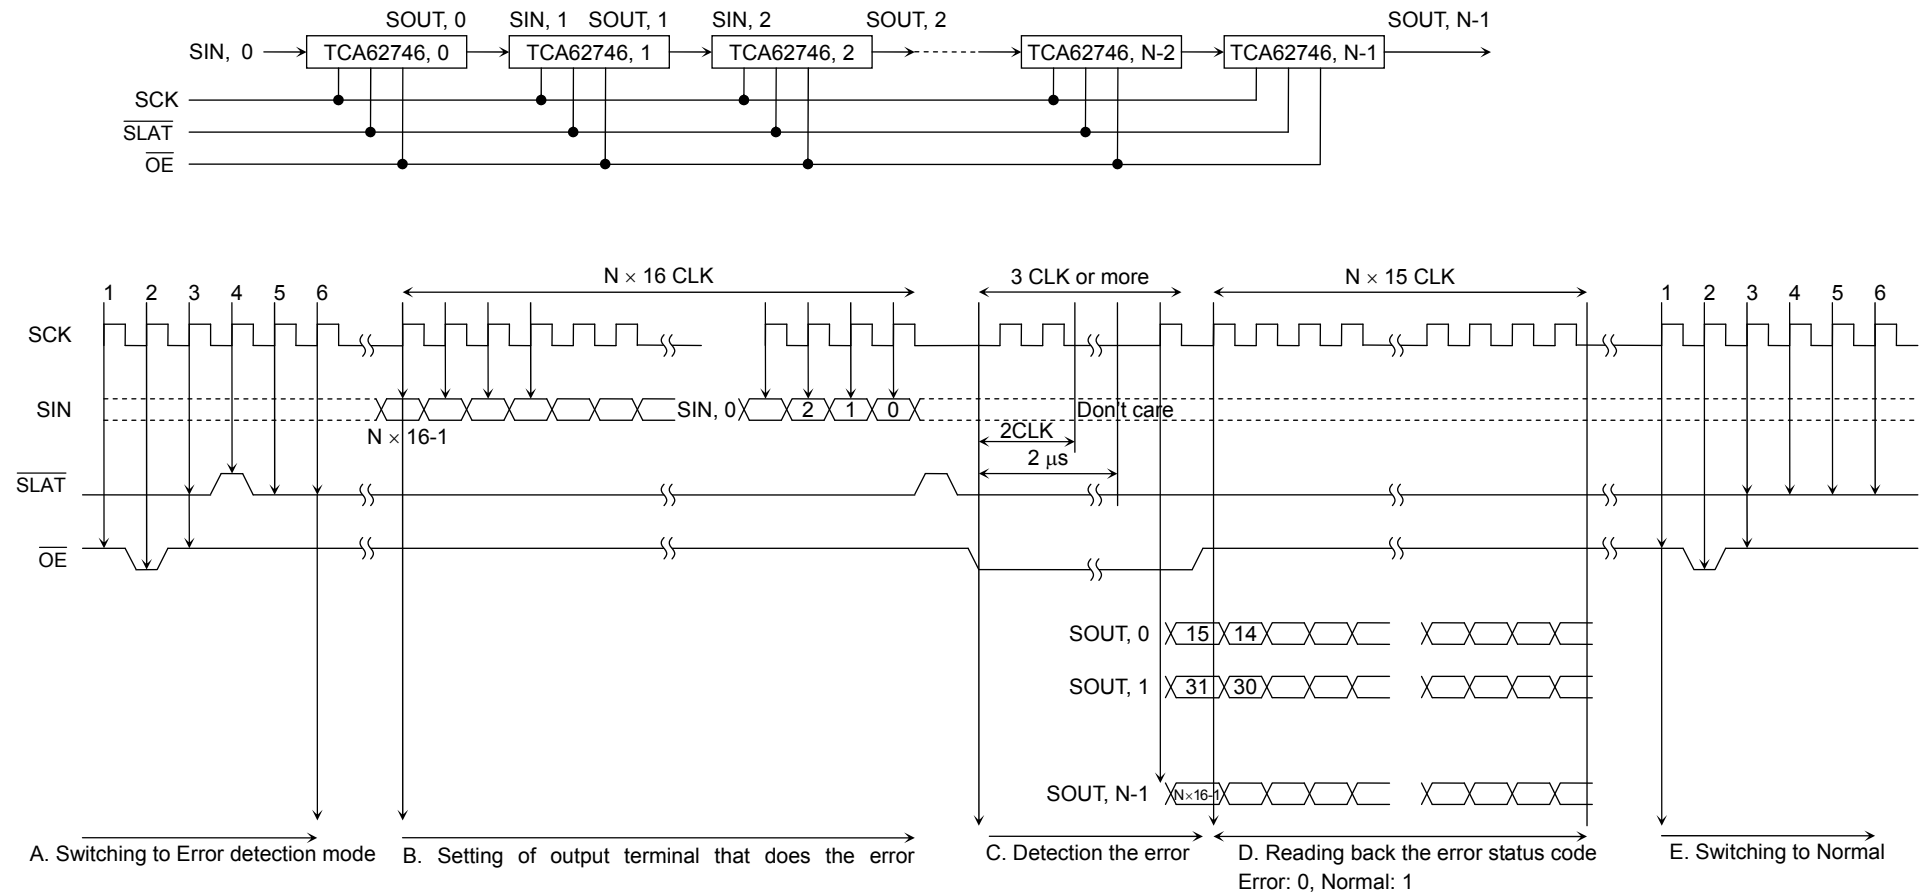 SOUT, 0 SIN, 1 SOUT, 1 SIN, 2 SOUT, 2 SOUT, N-1
SIN, 0 TCA62746, 0 TCA62746, 1 TCA62746, 2 TCA62746, N-2 TCA62746, N-1
SCK
SLAT
OE
N × 16 CLK 3 CLK or more N × 15 CLK
1 2 3 4 5 6 1 2 3 4 5 6
SCK
SIN SIN, 0 2 1 0 Don't care
N × 16-1 2CLK
2 μs
SLAT
OE
SOUT, 0 15 14
SOUT, 1 31 30
SOUT, N-1 N×16-1
A. Switching to Error detection mode B. Setting of output terminal that does the error C. Detection the error D. Reading back the error status code E. Switching to Normal
Error: 0, Normal: 1